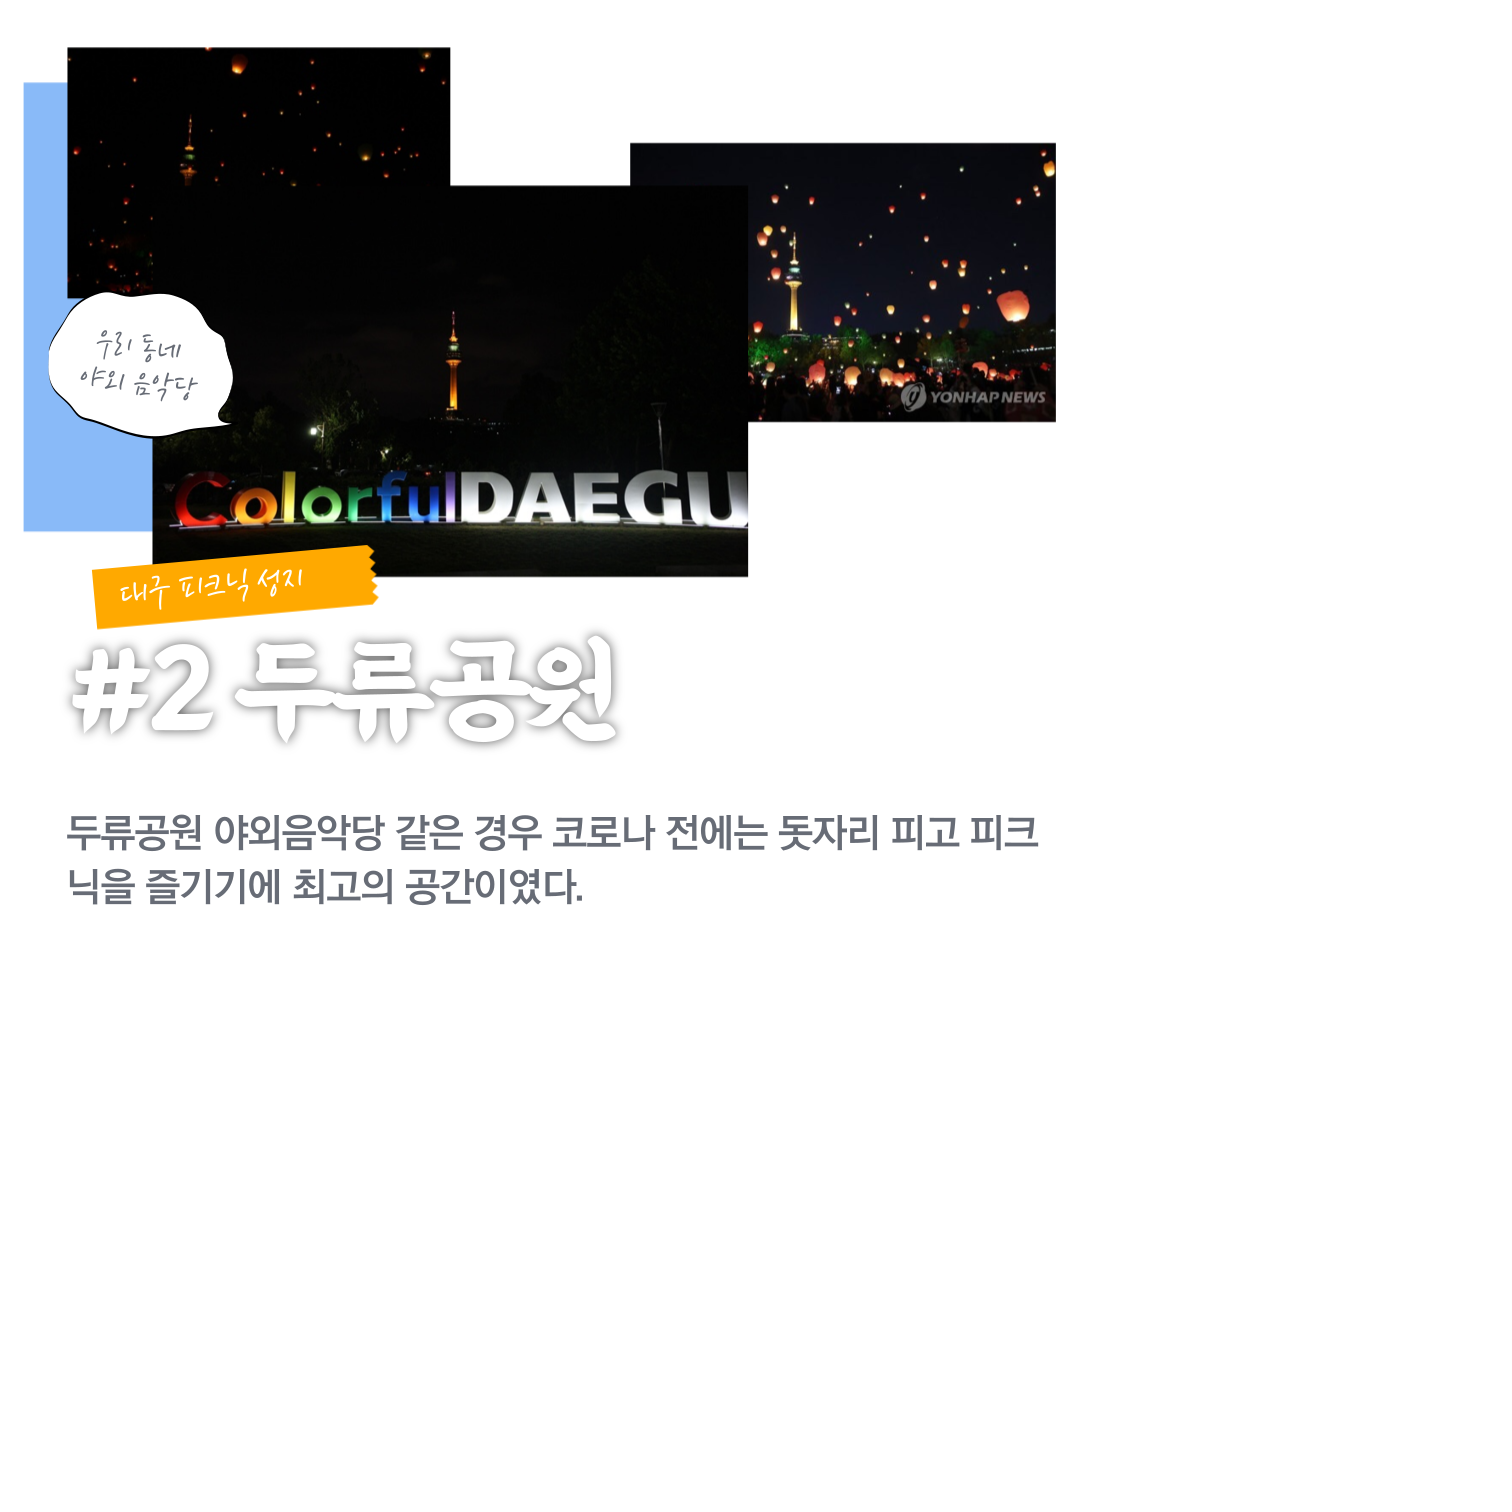 우리 동네
야외 음악당
YONHAP NEWS
ColorfulDAEGU
대구 피크닉 성지
#2 두류공원
두류공원 야외음악당 같은 경우 코로나 전에는 돗자리 피고 피크
닉을 즐기기에 최고의 공간이였다.